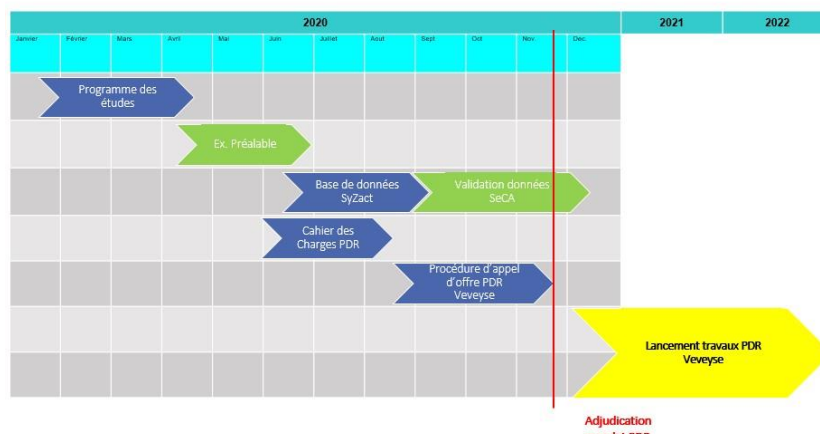 2020 2021 2022
Janvier Février Mars Avril Mai Juin Juillet Aout Sept Oct Nov. Déc.
Programme des
études
Ex. Préalable
Base de données
SyZact
Validation données
SeCA
Cahier des
Charges PDR
Procédure d'appel
d'offre PDR
Veveyse
Lancement travaux PDR
Veveyse
Adjudication